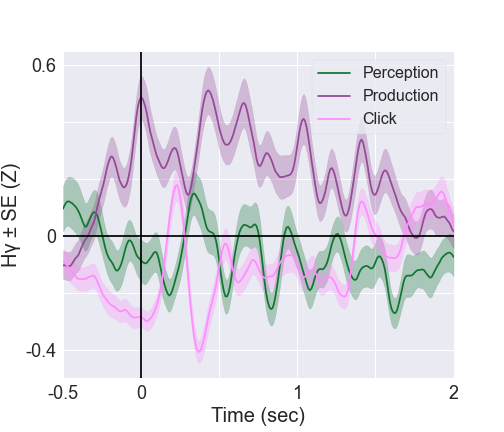 0.6
0
-0.4
Hγ ± SE (Z)
Perception
Production
Click
-0.5 0 1 2
Time (sec)